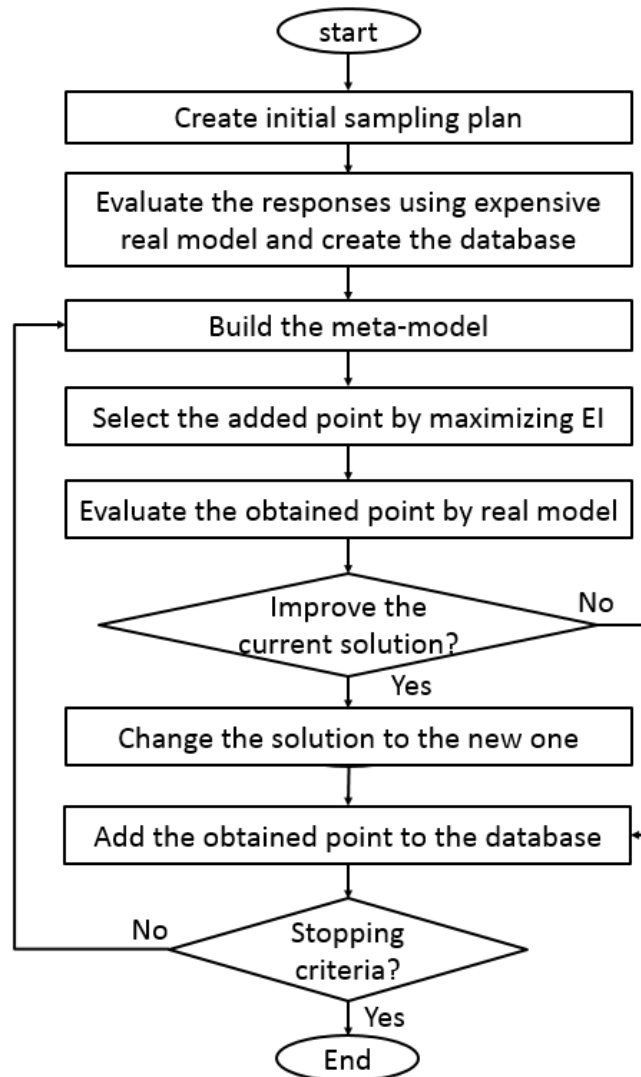 start
Create initial sampling plan
Evaluate the responses using expensive
real model and create the database
Build the meta-model
Select the added point by maximizing EI
Evaluate the obtained point by real model
Improve the
current solution?
No
Yes
Change the solution to the new one
Add the obtained point to the database
No
Stopping
criteria?
Yes
End